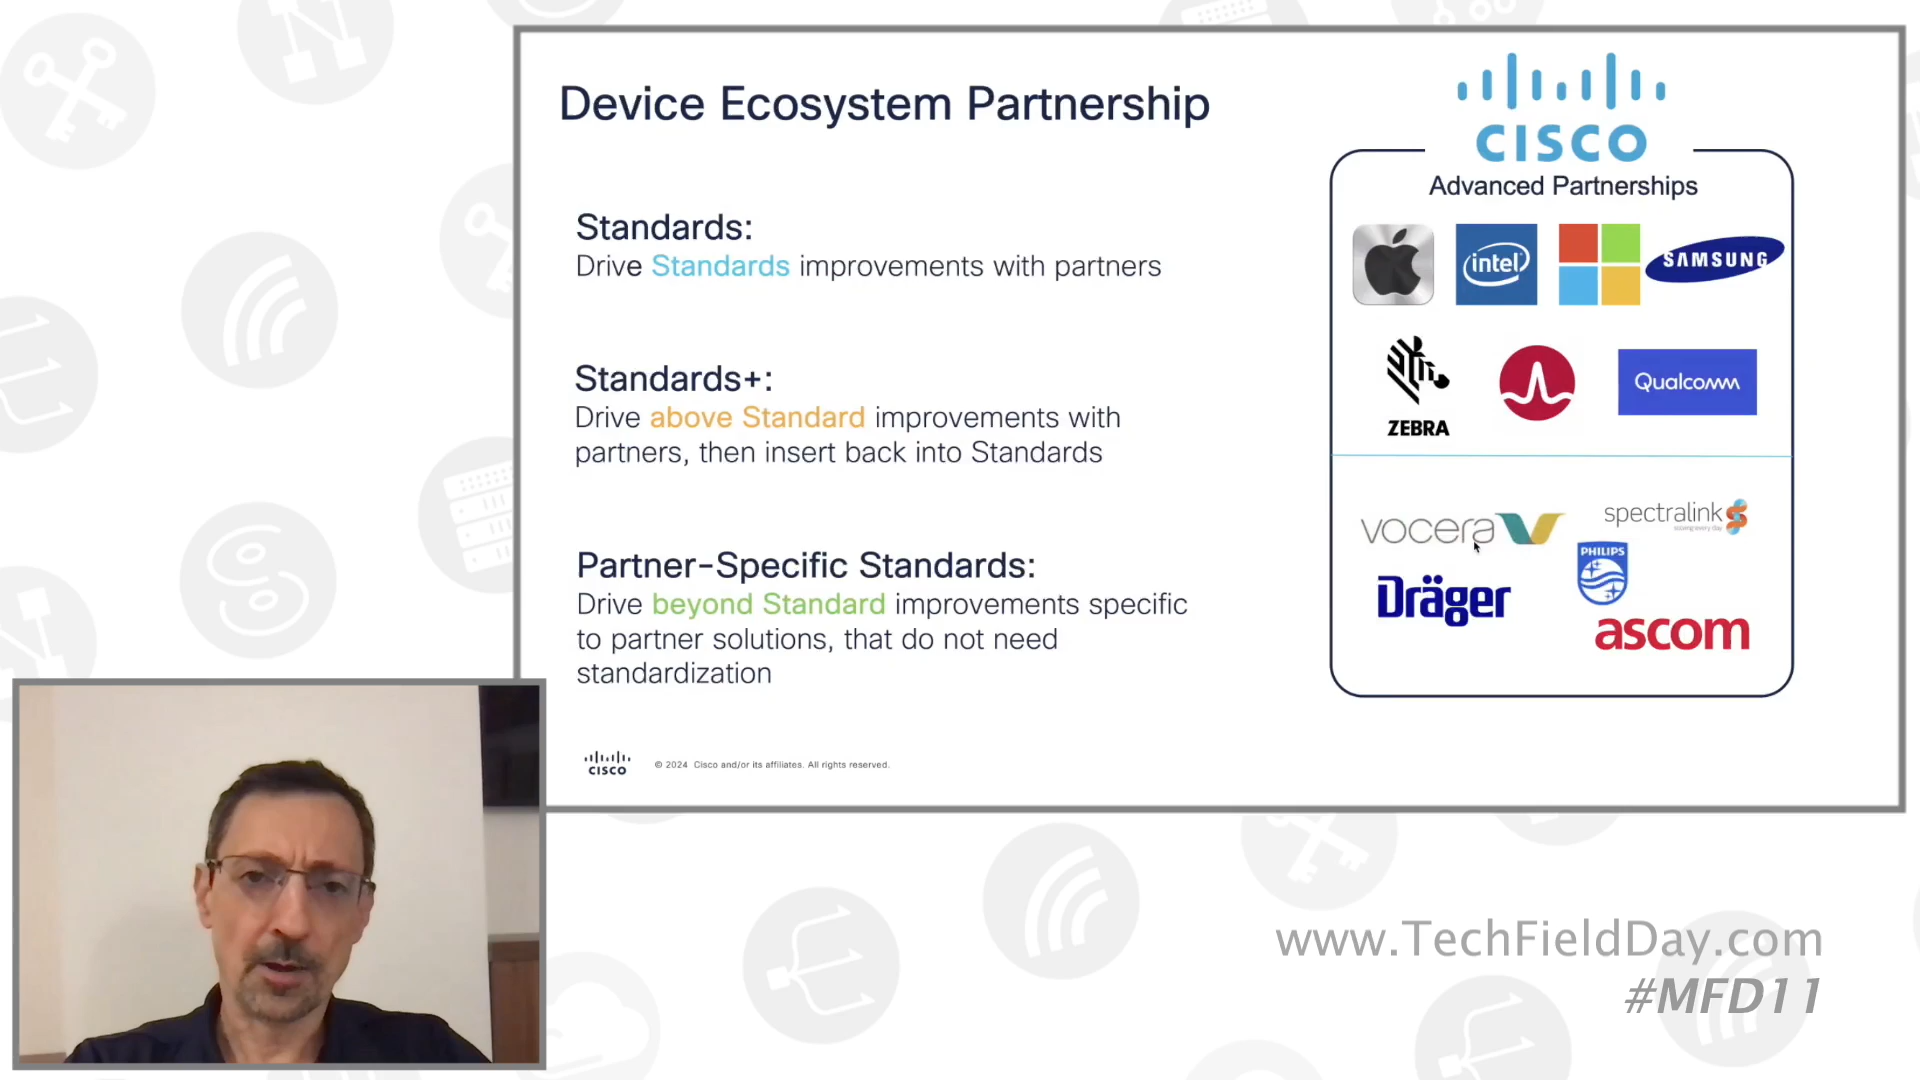 Device Ecosystem Partnership
Standards:
Drive Standards improvements with partners
Standards+:
Drive above Standard improvements with
partners, then insert back into Standards
Partner-Specific Standards:
Drive beyond Standard improvements specific
to partner solutions, that do not need
standardization
CISCO
© 2024 Cisco and/or its affiliates. All rights reserved.
CISCO
Advanced Partnerships
intel
SAMSUNG
ZEBRA
Qualcomm
vocera
spectralink
solving every day
PHILIPS
Dräger
ascom
www.TechFieldDay.com
#MFD11